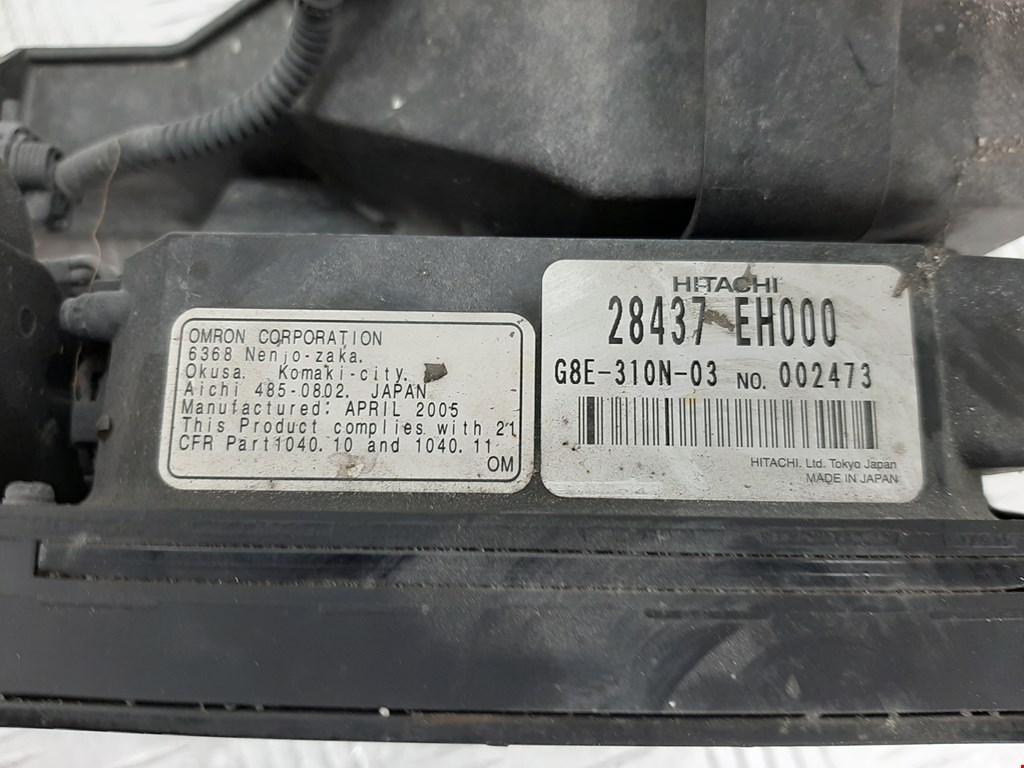 OMRON CORPORATION
6368 Nenjo-zaka.
Okusa. Komaki-city.
Aichi 485-0802. JAPAN
Manufactured: APRIL 2005
This Product complies with 21
CFR Part1040.10 and 1040.11
OM
HITACHI
28437 EH000
G8E-310N-03 NO. 002473
HITACHI. Ltd. Tokyo Japan
MADE IN JAPAN